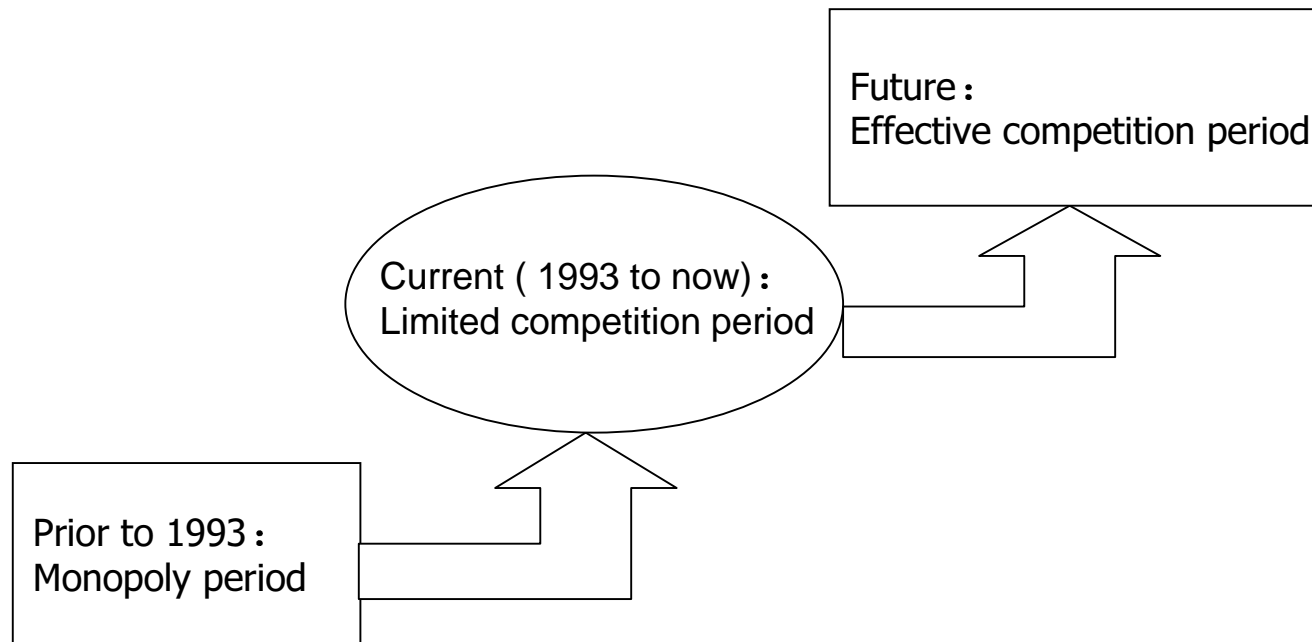 Future：
Effective competition period
Current ( 1993 to now)：
Limited competition period
Prior to 1993：
Monopoly period